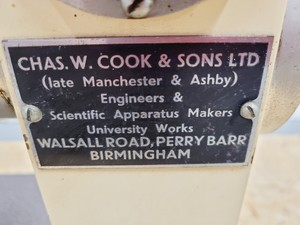 CHAS. W. COOK & SONS LTD
(late Manchester & Ashby)
Engineers &
Scientific Apparatus Makers
University Works
WALSALL ROAD, PERRY BARR
BIRMINGHAM